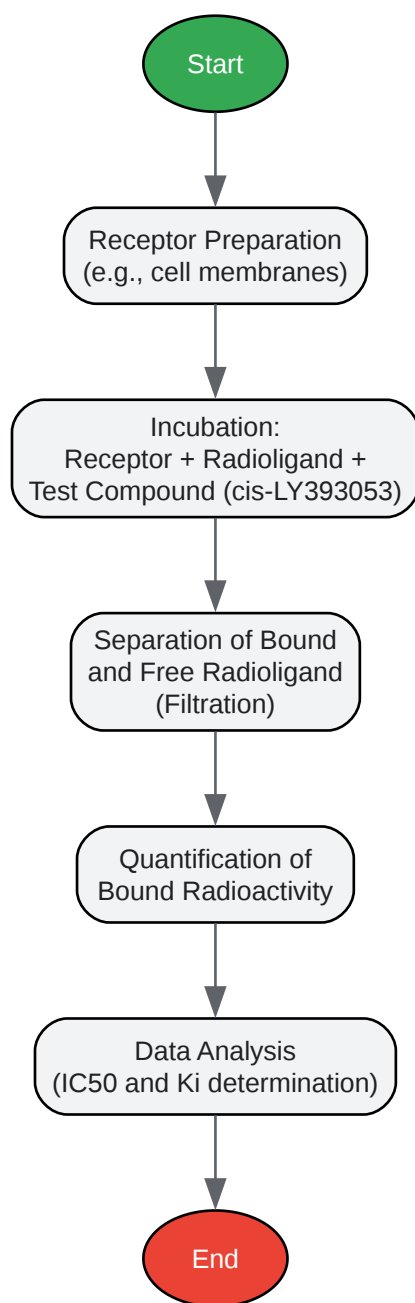 Start
Receptor Preparation
(e.g., cell membranes)
Incubation:
Receptor + Radioligand +
Test Compound (cis-LY393053)
Separation of Bound
and Free Radioligand
(Filtration)
Quantification of
Bound Radioactivity
Data Analysis
(IC50 and Ki determination)
End